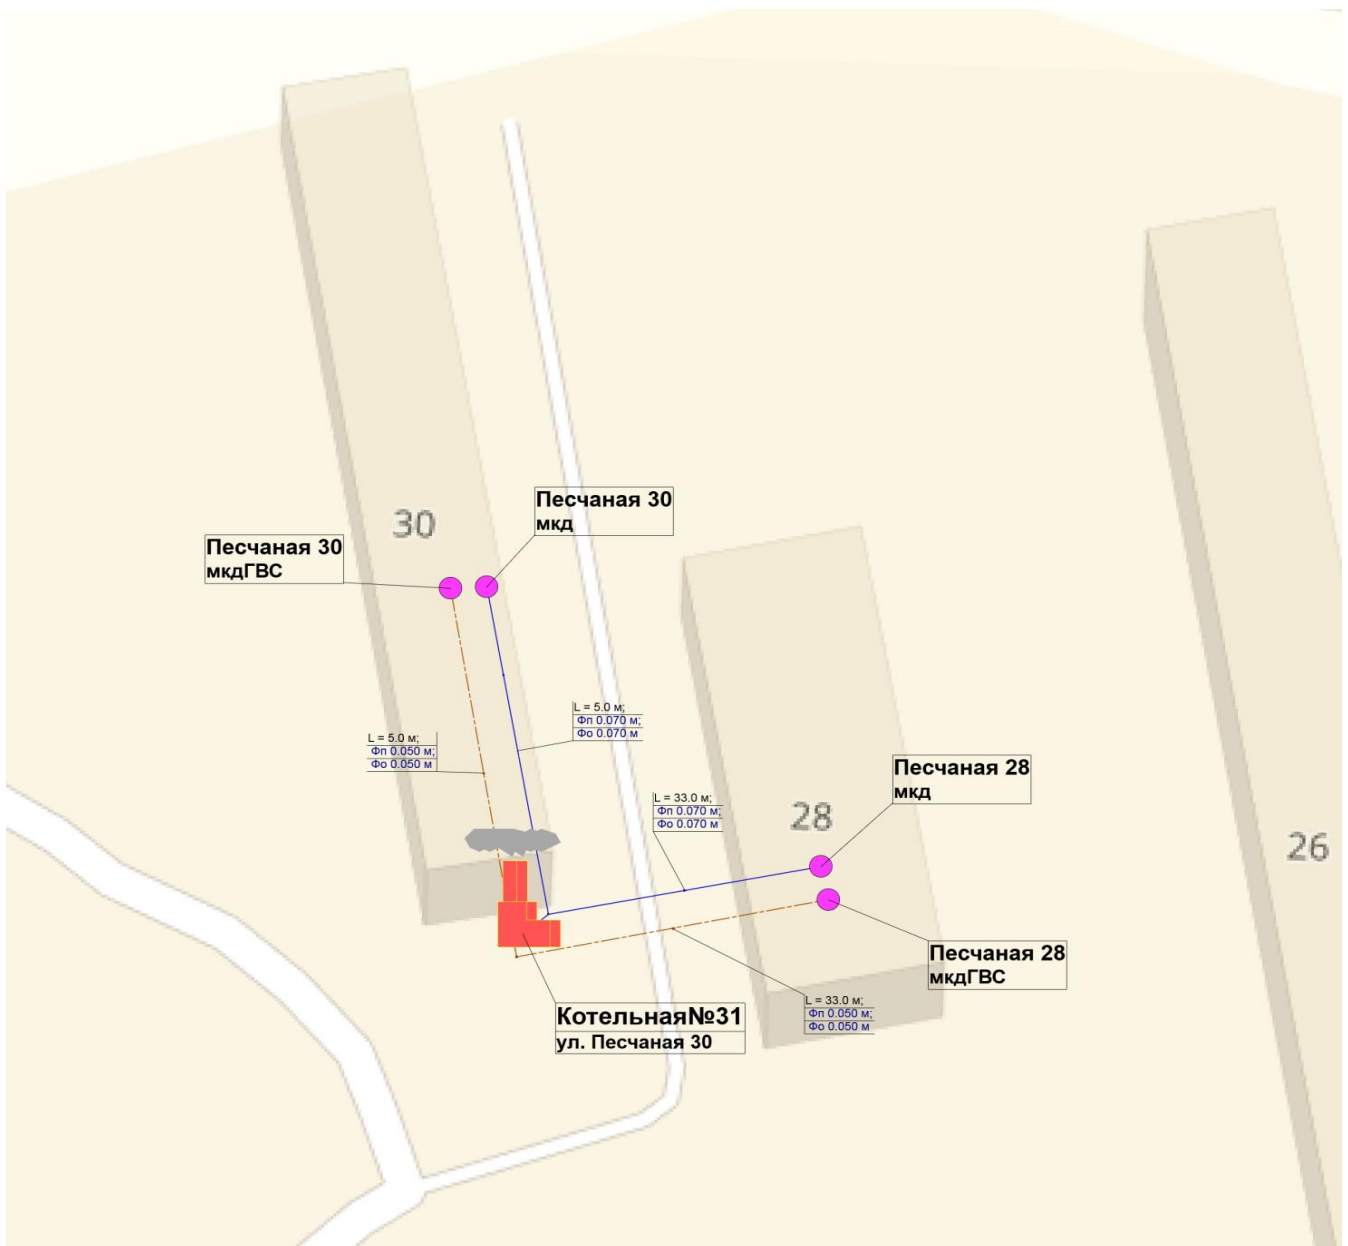 Песчаная 30
мкд
30
Песчаная 30
мкдГВС
L = 5.0 м;
Фп 0.070 м;
Фо 0.070 м
L = 5.0 м;
Фп 0.050 м;
Фо 0.050 м
Песчаная 28
мкд
L = 33.0 м;
Фп 0.070 м;
Фо 0.070 м
28
26
Песчаная 28
мкдГВС
L = 33.0 м;
Фп 0.050 м;
Фо 0.050 м
Котельная№31
ул. Песчаная 30